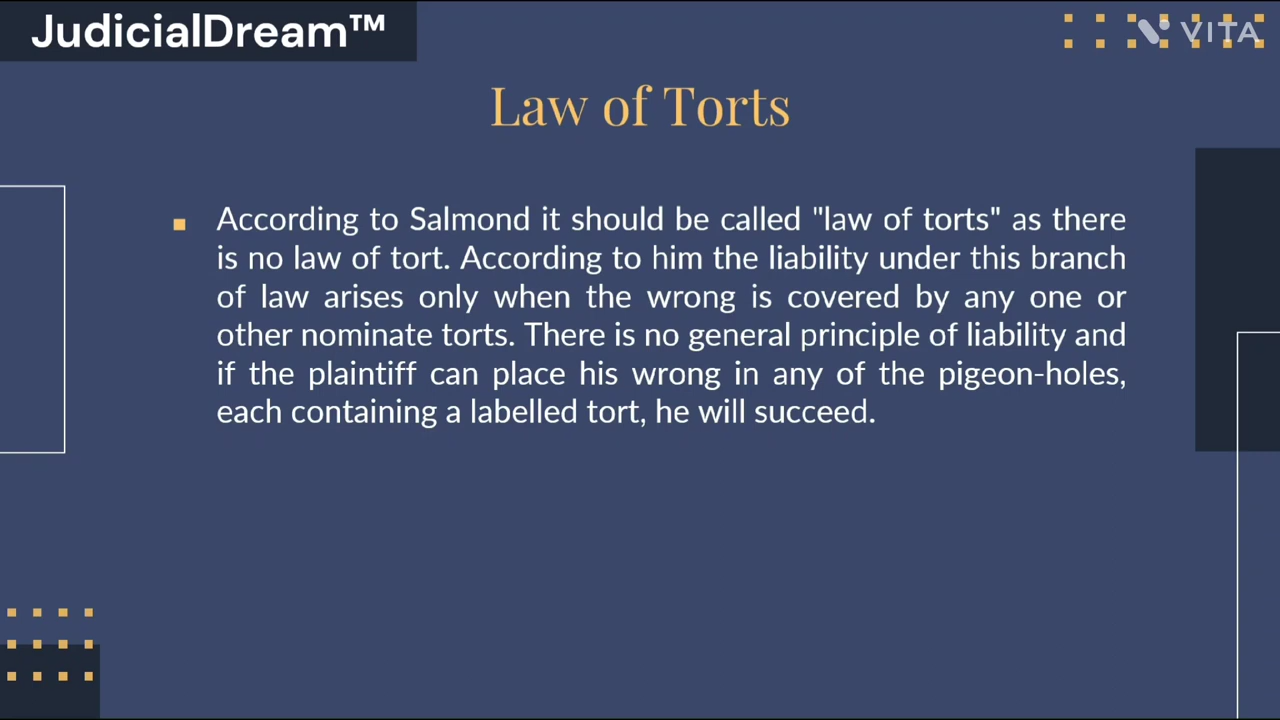 JudicialDream™
VITA
Law of Torts
According to Salmond it should be called "law of torts" as there
is no law of tort. According to him the liability under this branch
of law arises only when the wrong is covered by any one or
other nominate torts. There is no general principle of liability and
if the plaintiff can place his wrong in any of the pigeon-holes,
each containing a labelled tort, he will succeed.